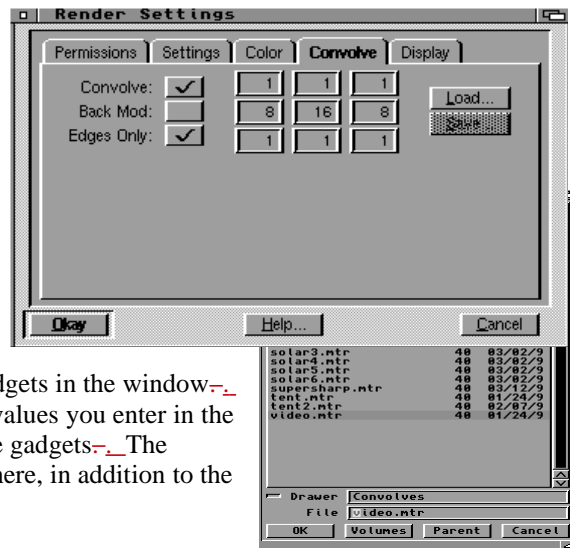 Render Settings
Permissions Settings Color Convolve Display
Convolve: 1 1 1 Load...
Back Mod: 8 16 8 Save
Edges Only: 1 1 1
Okay Help... Cancel
solar3.mtr 40 03/02/9
solar4.mtr 40 03/02/9
solar5.mtr 40 03/02/9
solar6.mtr 40 03/02/9
supersharp.mtr 40 03/12/9
tent.mtr 40 01/24/9
tent2.mtr 40 02/07/9
video.mtr 40 01/24/9
dgets in the window-.
values you enter in the
e gadgets-. The
here, in addition to the
Drawer Convolves
File video.mtr
OK Volumes Parent Cancel